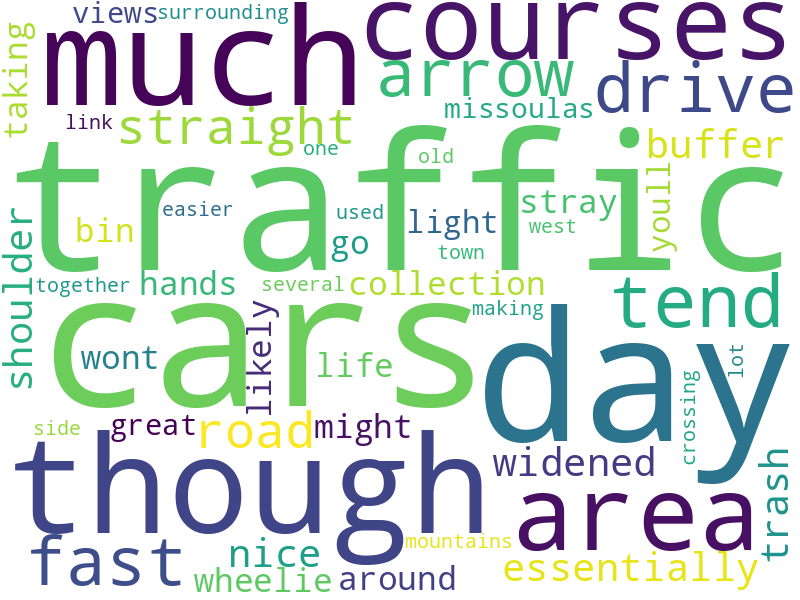 views
surrounding
much
courses
taking
arrow
drive
link
straight
missoulas
buffer
one
old
traffic
youll
easier
used
light
stray
west
bin
go
town
shoulder
together
hands
several
collection
making
tend
cars
likely
wont
life
day
lot
crossing
side
great
road
might
though
widened
trash
area
fast
nice
mountains
essentially
wheelie
around